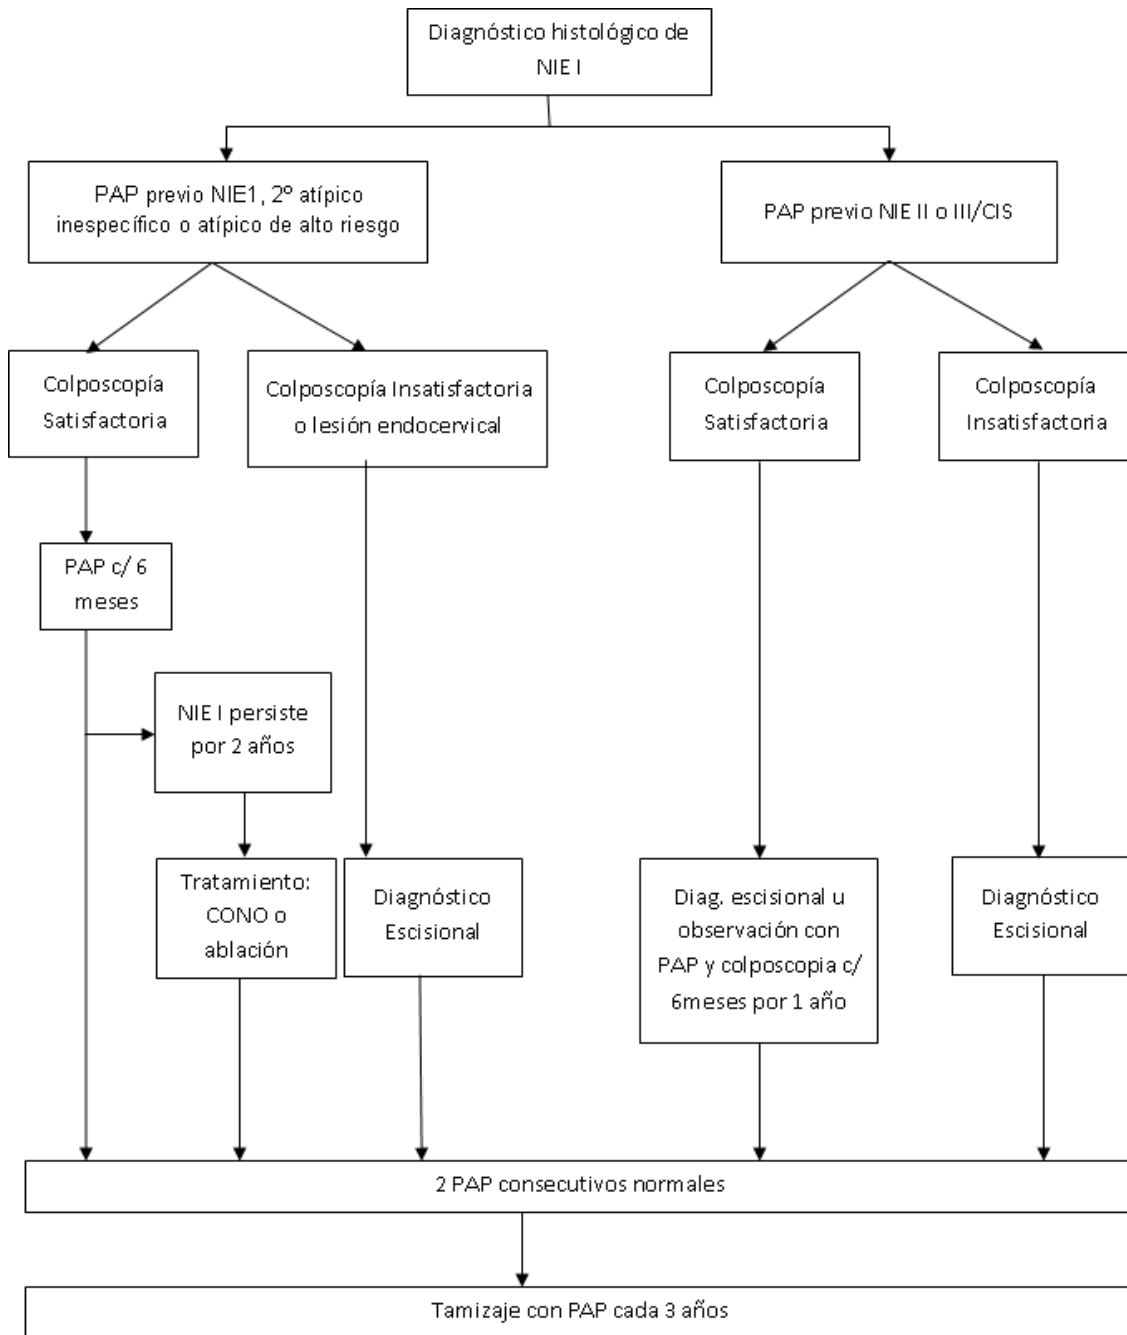 Diagnóstico histológico de
NIE I
PAP previo NIE1, 2º atípico
inespecífico o atípico de alto riesgo
PAP previo NIE II o III/CIS
Colposcopía
Satisfactoria
Colposcopía Insatisfactoria
o lesión endocervical
Colposcopía
Satisfactoria
Colposcopía
Insatisfactoria
PAP c/ 6
meses
NIE I persiste
por 2 años
Tratamiento:
CONO o
ablación
Diagnóstico
Escisional
Diag. escisional u
observación con
PAP y colposcopia c/
6meses por 1 año
Diagnóstico
Escisional
2 PAP consecutivos normales
Tamizaje con PAP cada 3 años